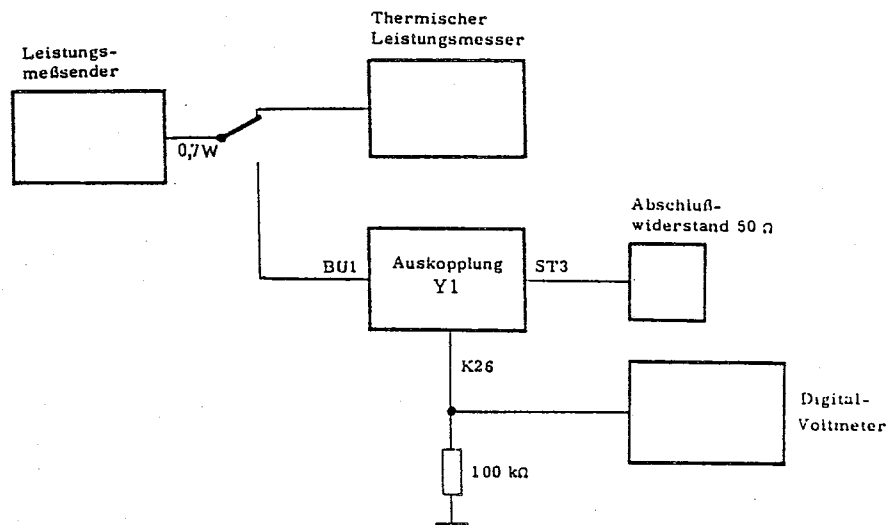 Thermischer
Leistungsmesser
Leistungs-
meßsender
0,7W
Abschluß-
widerstand 50 Ω
BU1
Auskopplung
Y1
ST3
K26
Digital-
Voltmeter
100 kΩ